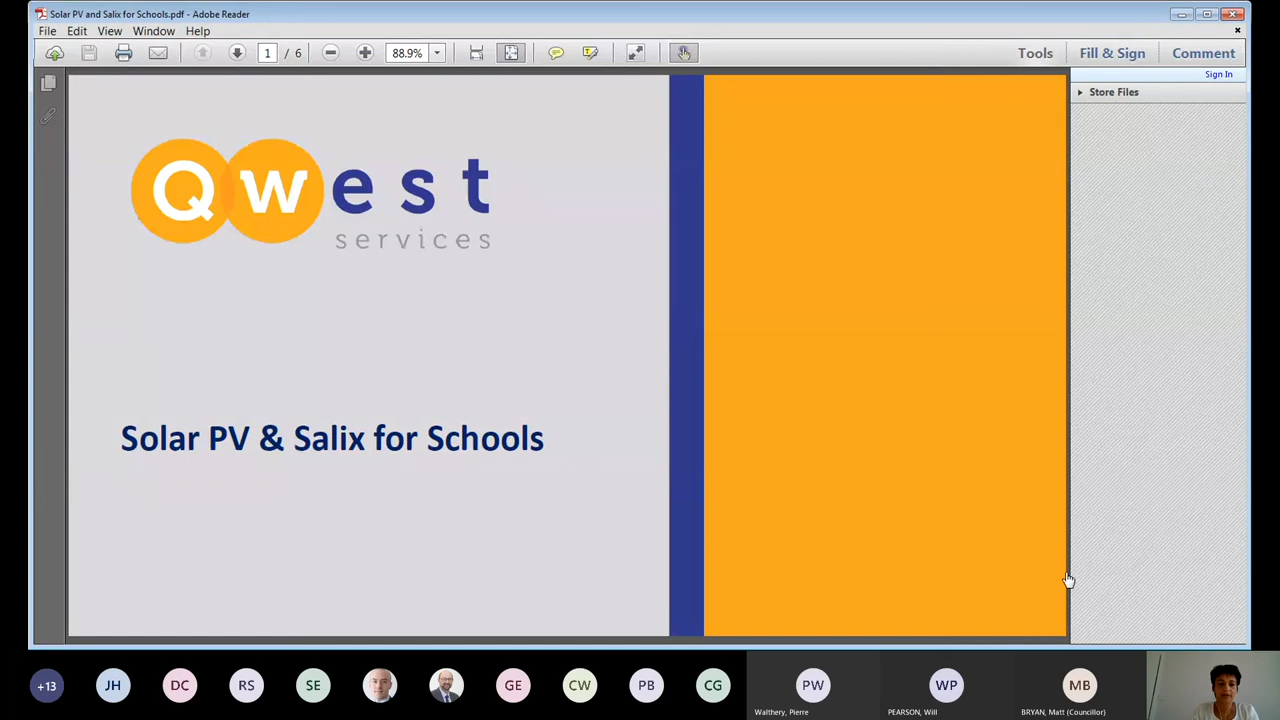 Solar PV and Salix for Schools.pdf - Adobe Reader
File Edit View Window Help
1 / 6 88.9% Tools Fill & Sign Comment
Sign In
Store Files
Qwest
services
Solar PV & Salix for Schools
+13 JH DC RS SE GE CW PB CG PW WP MB
Walthery, Pierre PEARSON, Will BRYAN, Matt (Councillor)